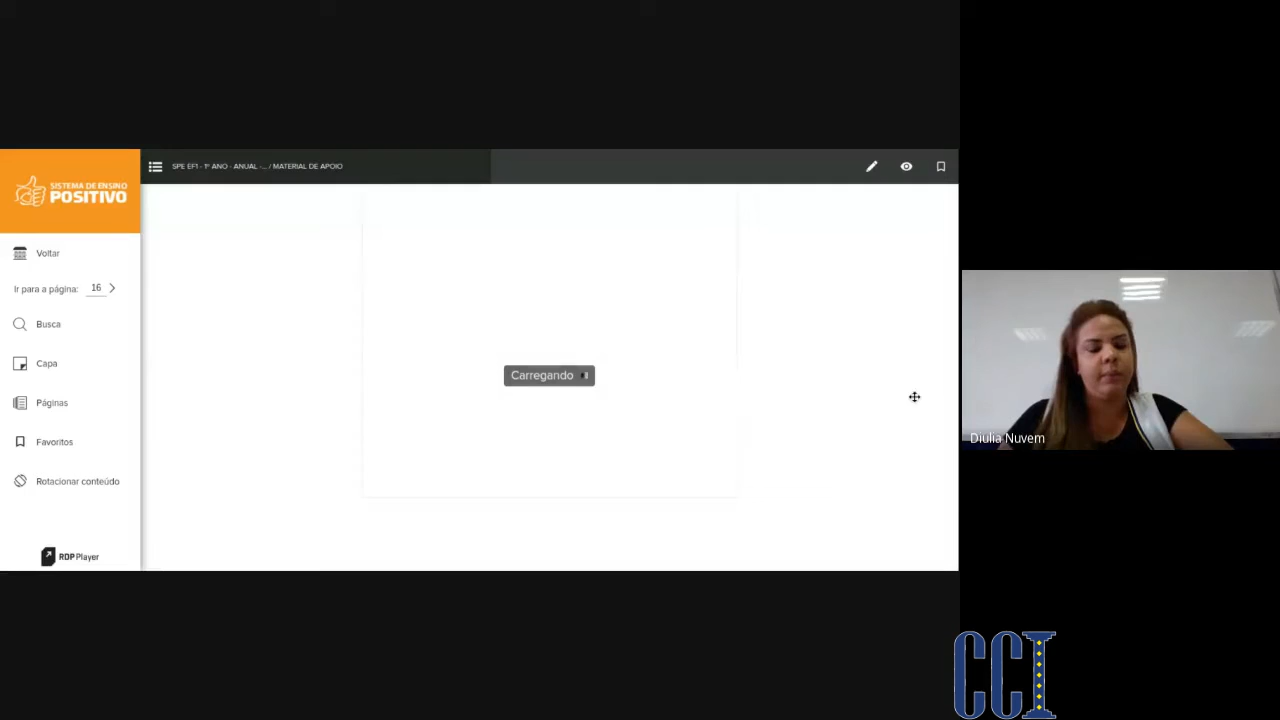 SISTEMA DE ENSINO
POSITIVO
SPE EF1 - 1º ANO - ANUAL -... / MATERIAL DE APOIO
Voltar
Ir para a página: 16
Busca
Capa
Páginas
Favoritos
Rotacionar conteúdo
RDP Player
Carregando
Diulia Nuvem
CCI